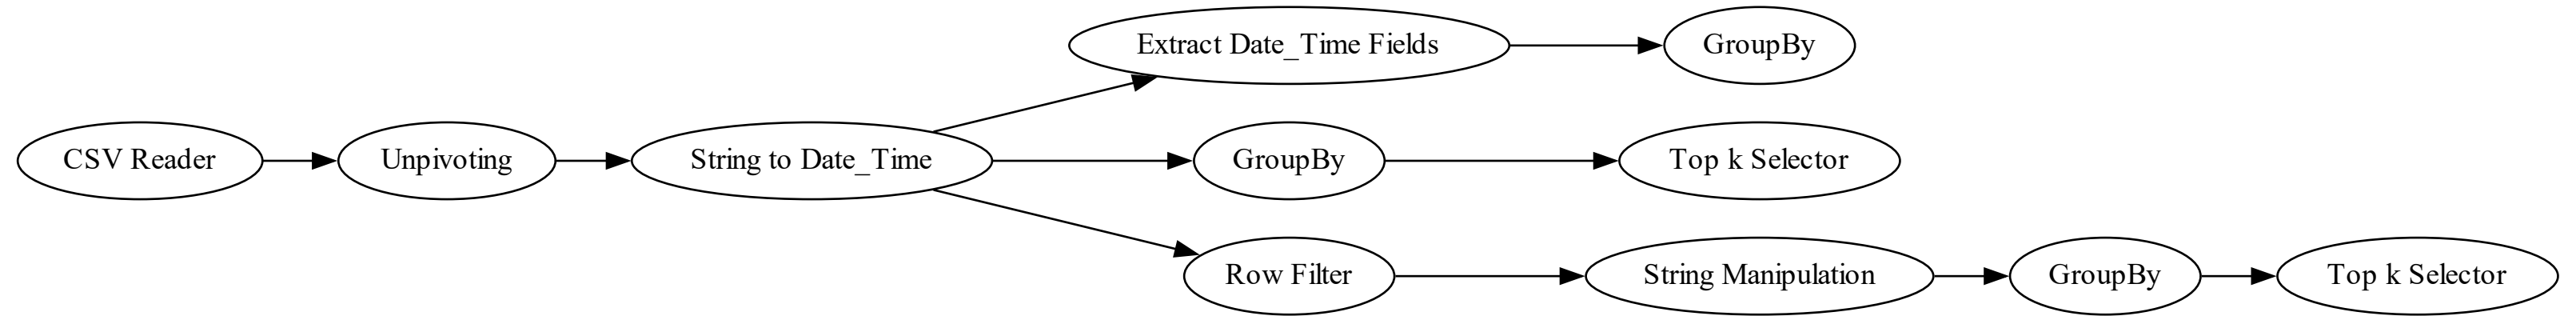 Extract Date_Time Fields
GroupBy
CSV Reader
Unpivoting
String to Date_Time
GroupBy
Top k Selector
Row Filter
String Manipulation
GroupBy
Top k Selector